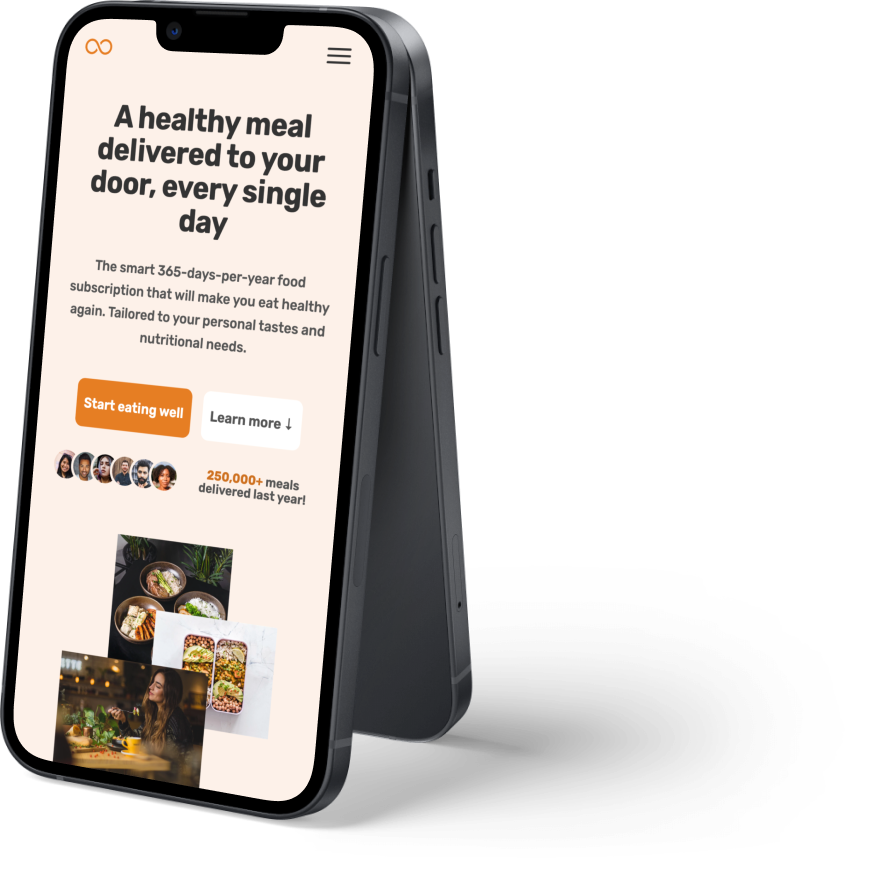 A healthy meal
delivered to your
door, every single
day
The smart 365-days-per-year food
subscription that will make you eat healthy
again. Tailored to your personal tastes and
nutritional needs.
Start eating well
Learn more ↓
250,000+ meals
delivered last year!